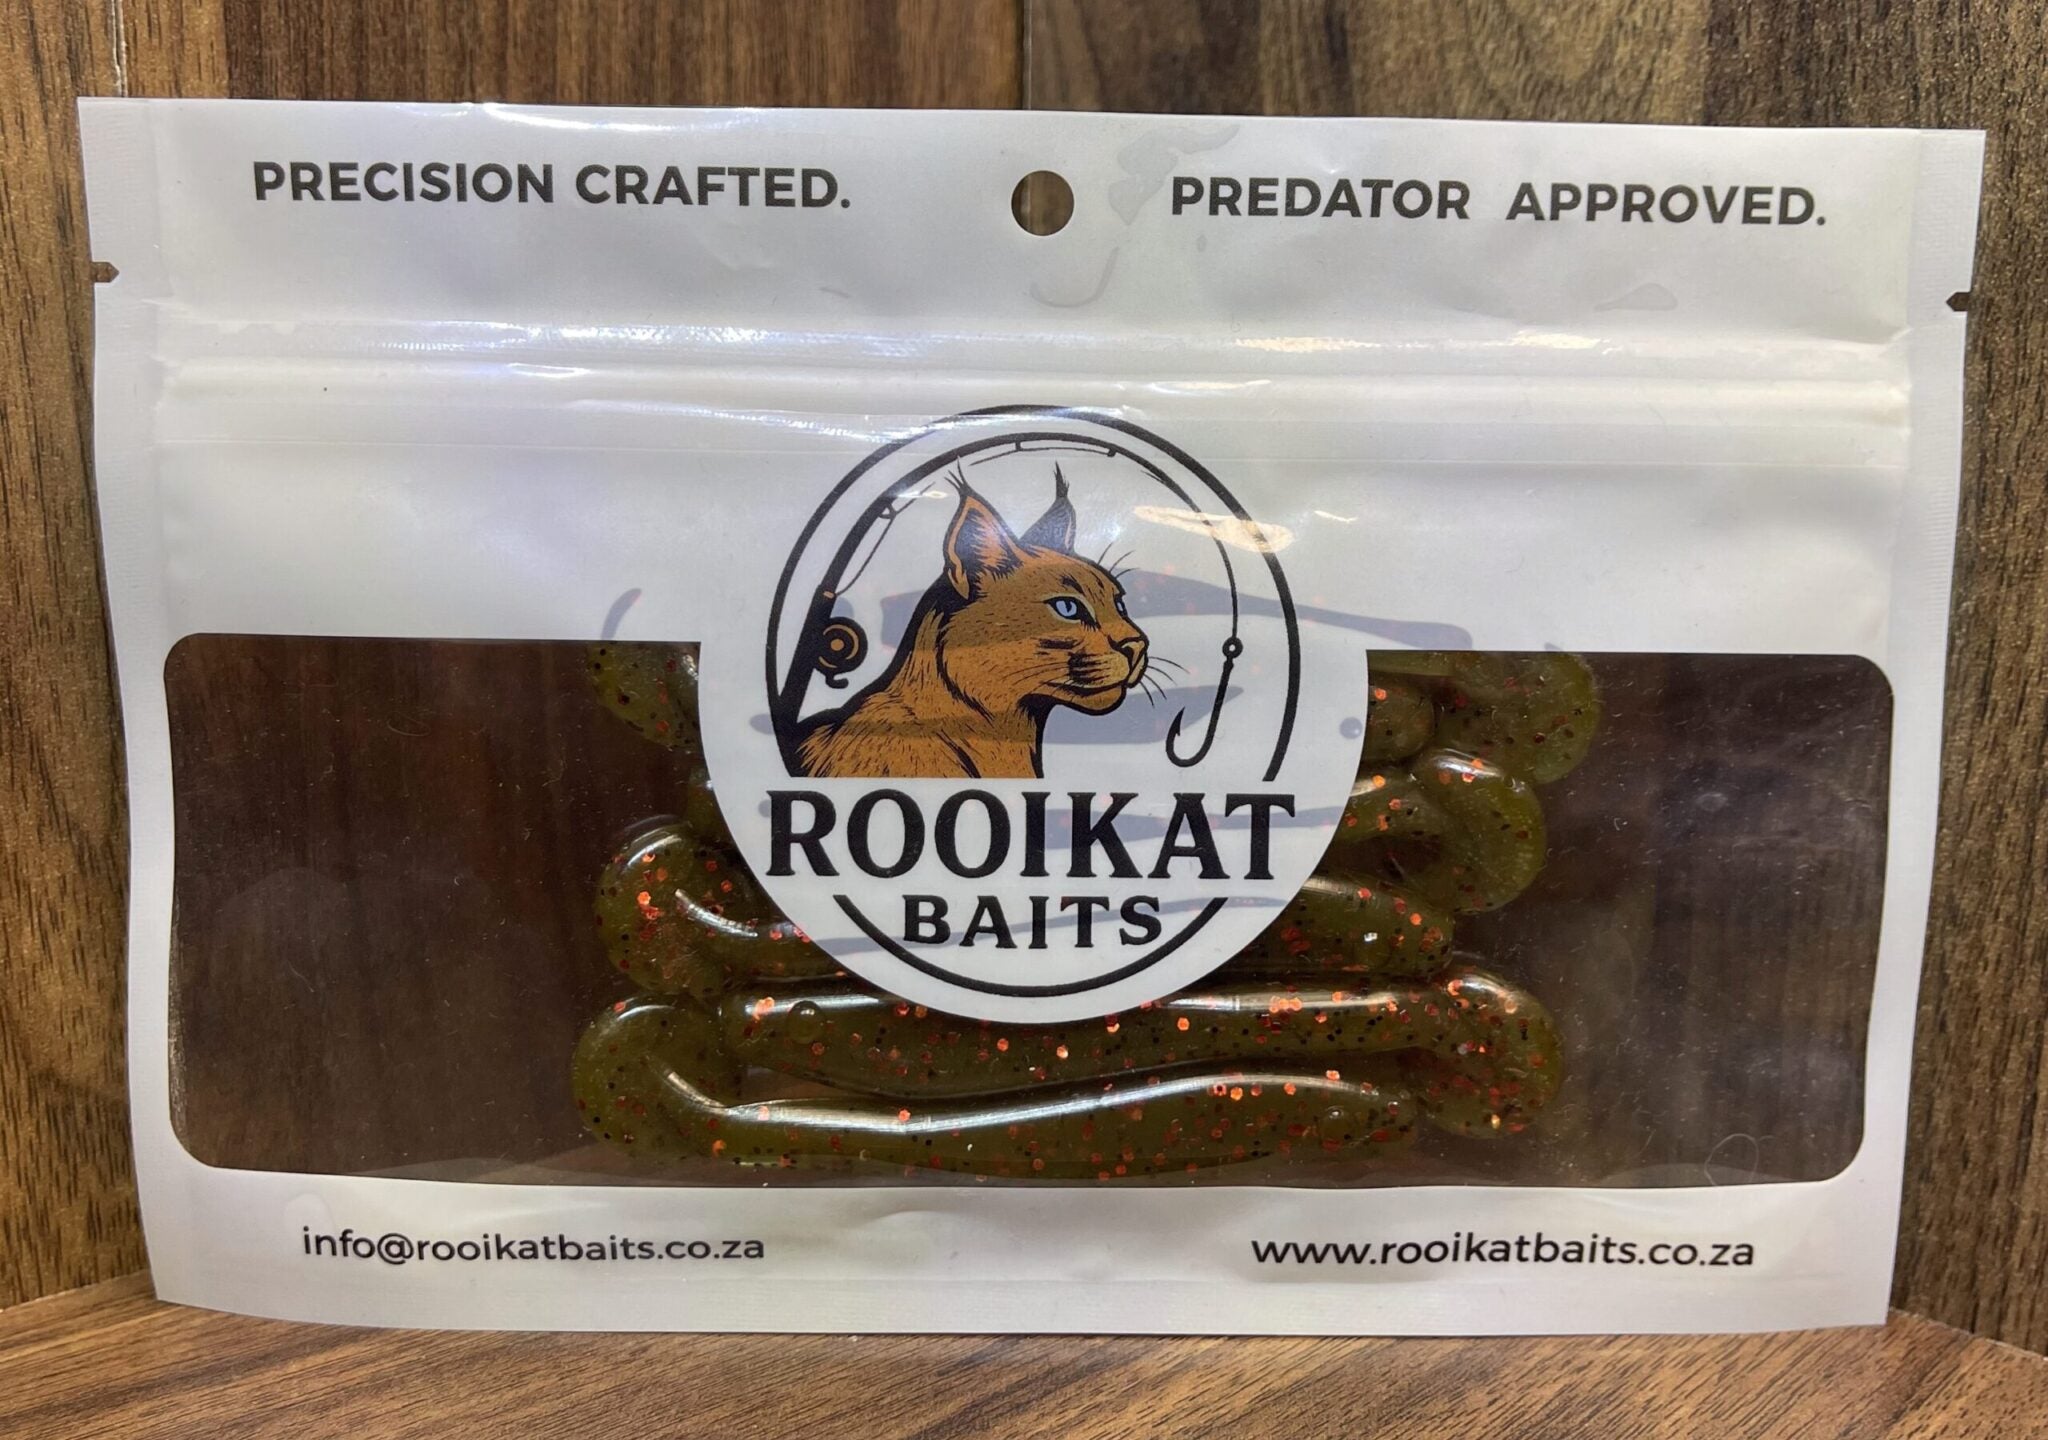 PRECISION CRAFTED.
PREDATOR APPROVED.
ROOIKAT
BAITS
info@rooikatbaits.co.za
www.rooikatbaits.co.za